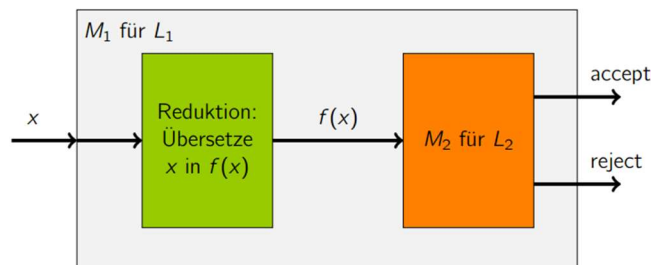 M₁ für L₁
accept
x
Reduktion:
Übersetze
x in f(x)
f(x)
M₂ für L₂
reject